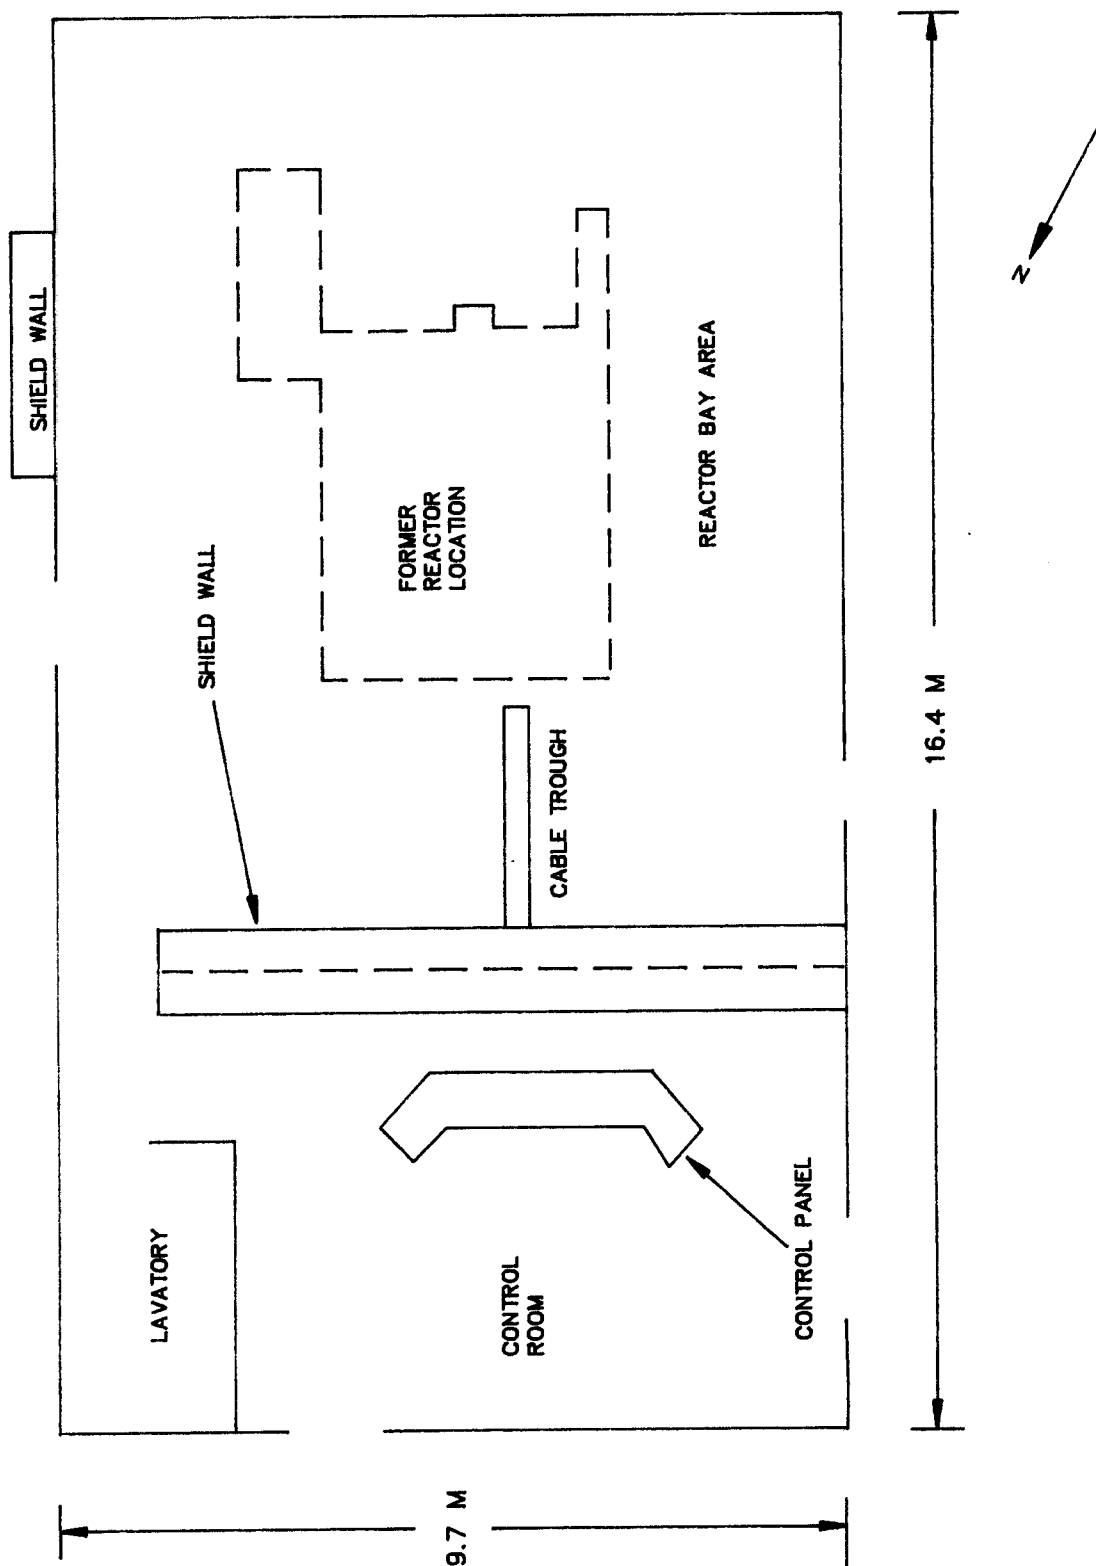 SHIELD WALL
SHIELD WALL
FORMER
REACTOR
LOCATION
REACTOR BAY AREA
CABLE TROUGH
LAVATORY
CONTROL
ROOM
CONTROL PANEL
16.4 M
9.7 M
N